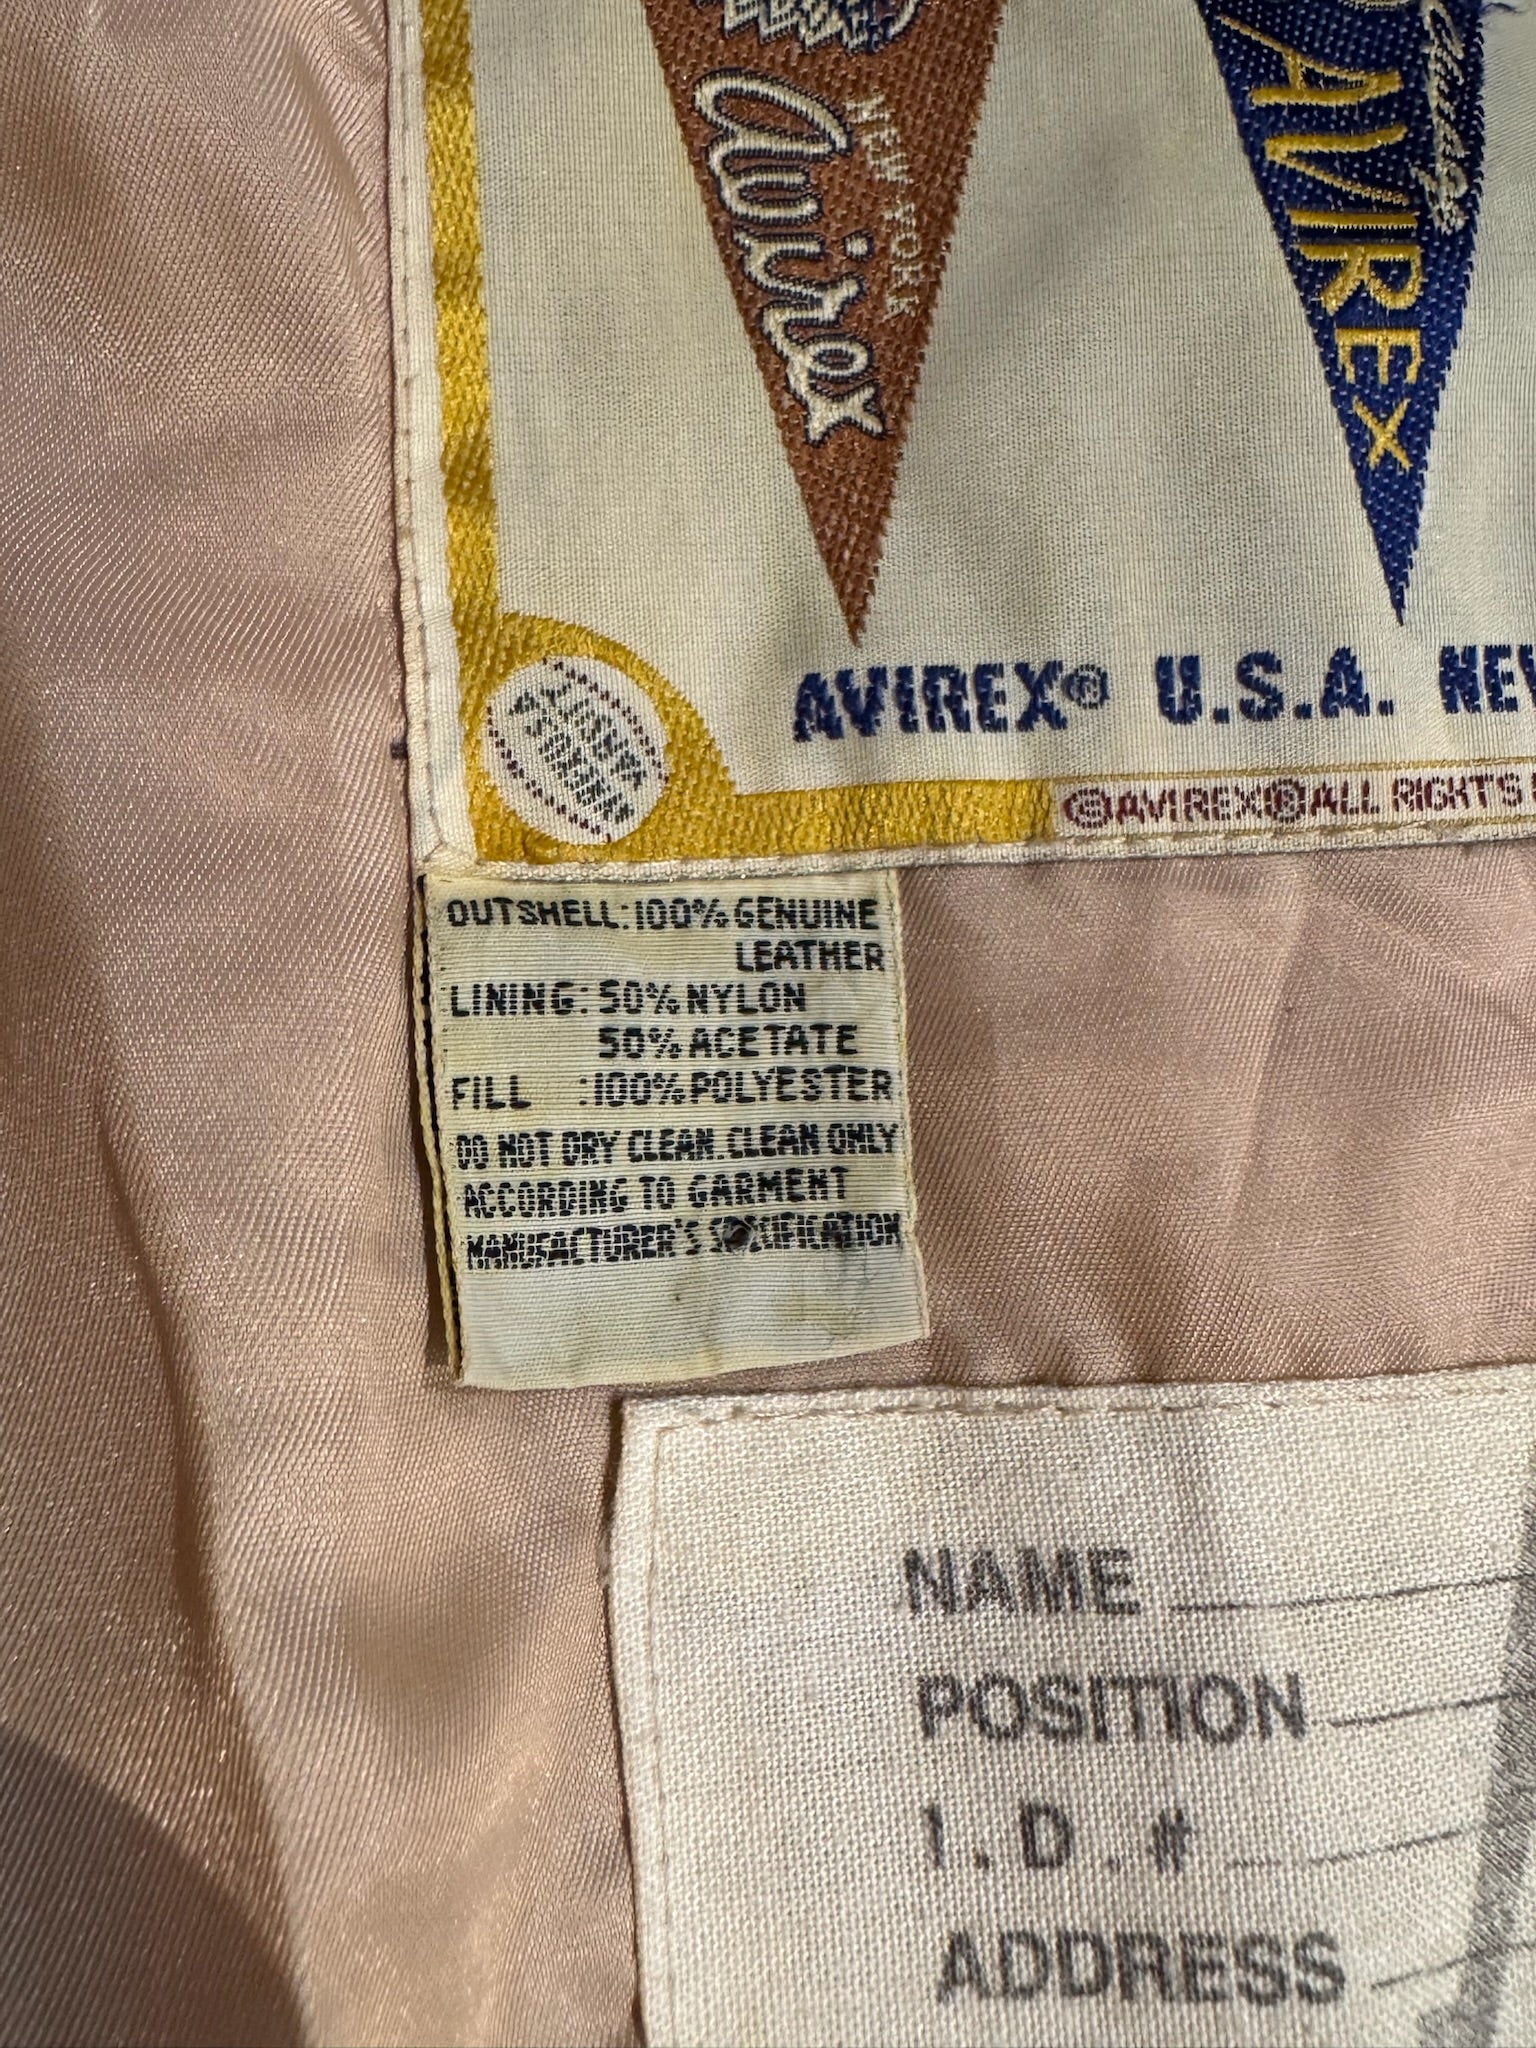 Avirex
NEW YORK
AVIREX
AVIREX® U.S.A. NEW
©AVIREX®ALL RIGHTS
OUTSHELL:100% GENUINE
LEATHER
LINING: 50% NYLON
50% ACETATE
FILL :100% POLYESTER
DO NOT DRY CLEAN. CLEAN ONLY
ACCORDING TO GARMENT
MANUFACTURER'S SPECIFICATION
NAME
POSITION
I.D.#
ADDRESS